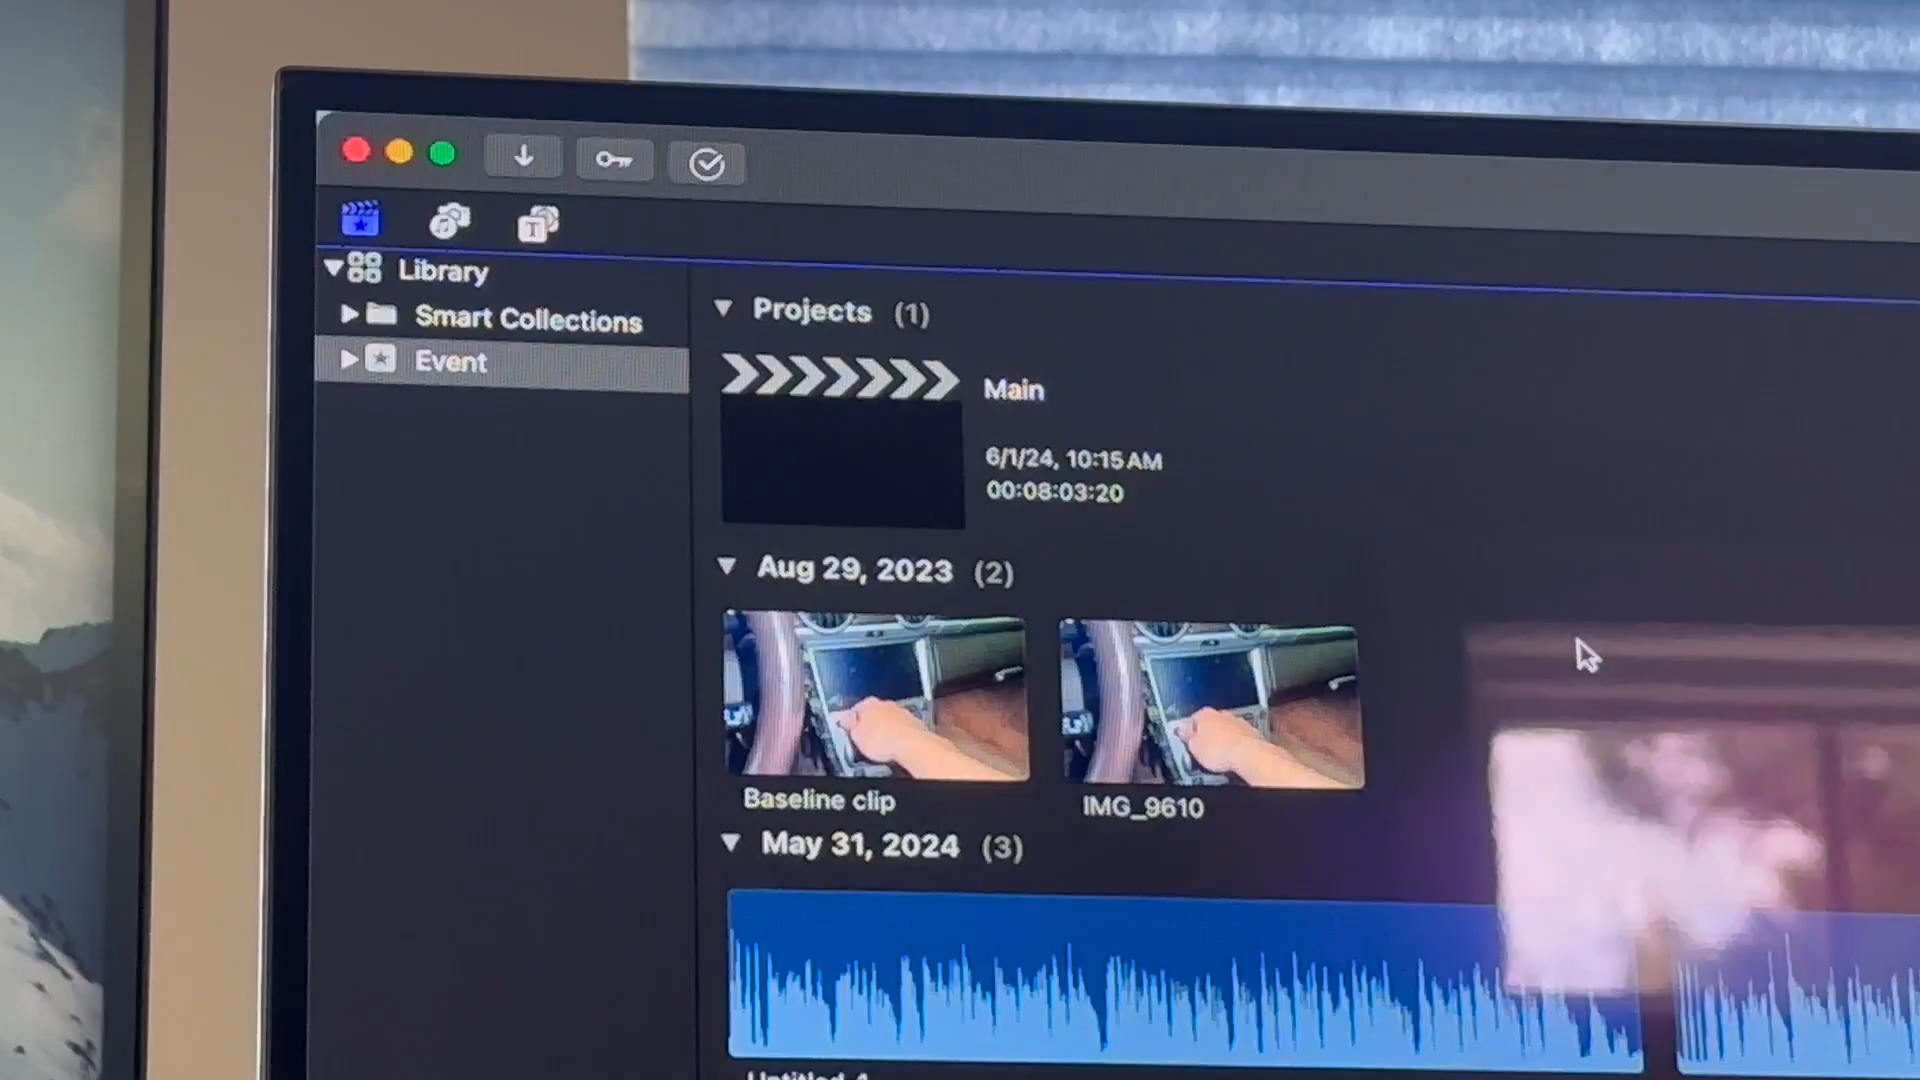 Library
Smart Collections
Event
Projects (1)
Main
6/1/24, 10:15 AM
00:08:03:20
Aug 29, 2023 (2)
Baseline clip
IMG_9610
May 31, 2024 (3)